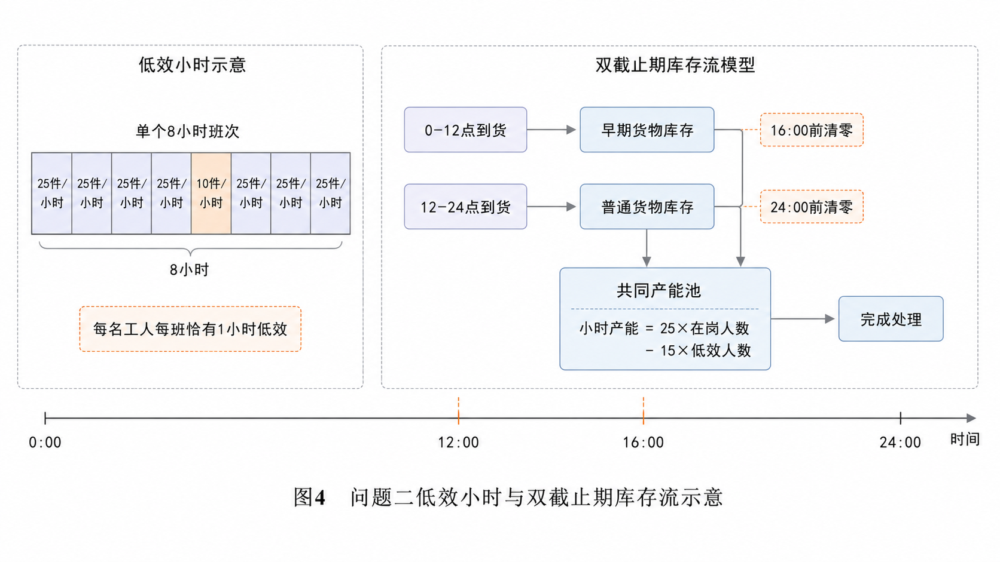 低效小时示意
单个8小时班次
25件/
小时
25件/
小时
25件/
小时
25件/
小时
10件/
小时
25件/
小时
25件/
小时
25件/
小时
8小时
每名工人每班恰有1小时低效
双截止期库存流模型
0-12点到货
早期货物库存
16:00前清零
12-24点到货
普通货物库存
24:00前清零
共同产能池
小时产能 = 25×在岗人数
- 15×低效人数
完成处理
0:00
12:00
16:00
24:00
时间
图4 问题二低效小时与双截止期库存流示意